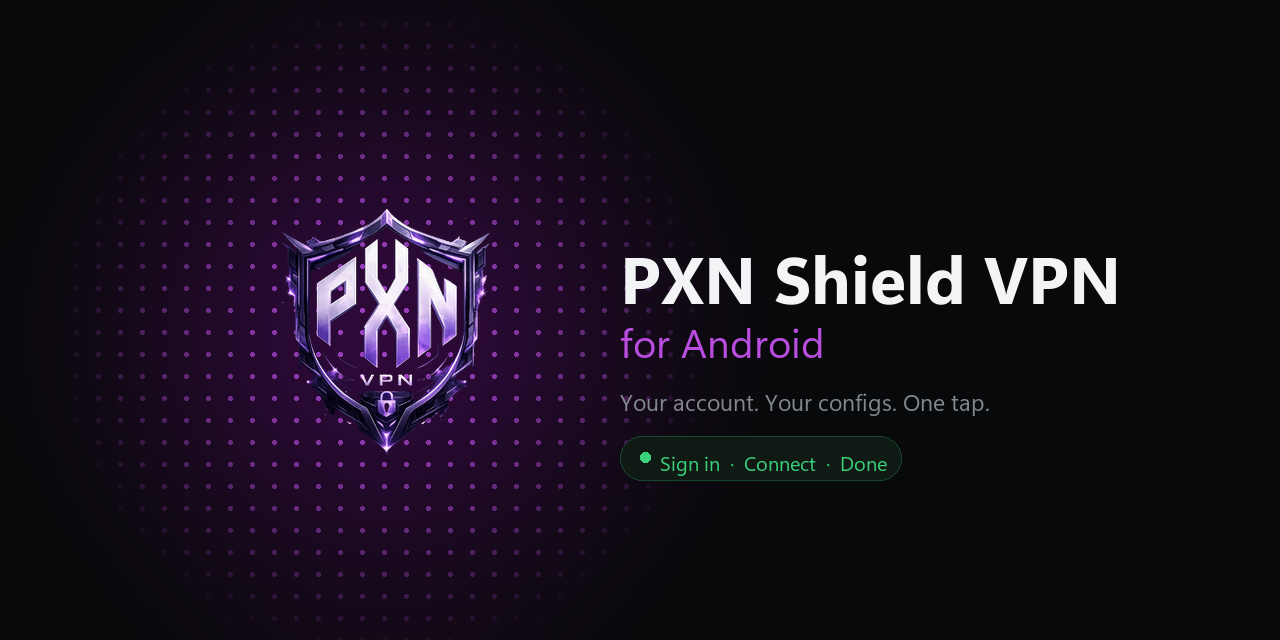 PXN
VPN
PXN Shield VPN
for Android
Your account. Your configs. One tap.
Sign in · Connect · Done